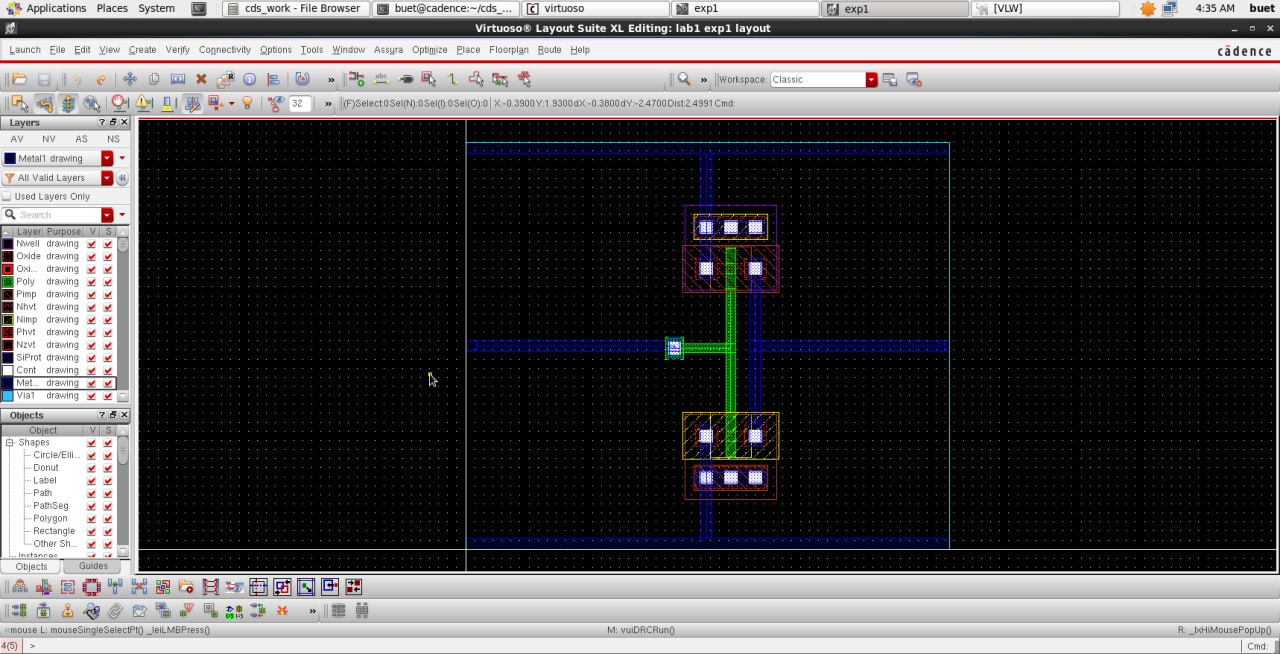 Applications Places System cds_work - File Browser buet@cadence:~/cds_... virtuoso exp1 exp1 [VLW] 4:35 AM buet
Virtuoso® Layout Suite XL Editing: lab1 exp1 layout
Launch File Edit View Create Verify Connectivity Options Tools Window Assura Optimize Place Floorplan Route Help cādence
» » Workspace: Classic
32 » (F)Select:0 Sel(N):0 Sel(I):0 Sel(O):0 X:-0.3900 Y:1.9300 dX:-0.3800 dY:-2.4700 Dist:2.4991 Cmd:
Layers
AV NV AS NS
Metal1 drawing
All Valid Layers
Used Layers Only
Search
Layer Purpose V S
Nwell drawing
Oxide drawing
Oxi... drawing
Poly drawing
Pimp drawing
Nhvt drawing
Nimp drawing
Phvt drawing
Nzvt drawing
SiProt drawing
Cont drawing
Met... drawing
Via1 drawing
Objects
Object V S
Shapes
Circle/Elli...
Donut
Label
Path
PathSeg
Polygon
Rectangle
Other Sh...
Instances
Objects Guides
»
mouse L: mouseSingleSelectPt() _leiLMBPress() M: vuiDRCRun() R: _lxHiMousePopUp()
4(5) > Cmd: